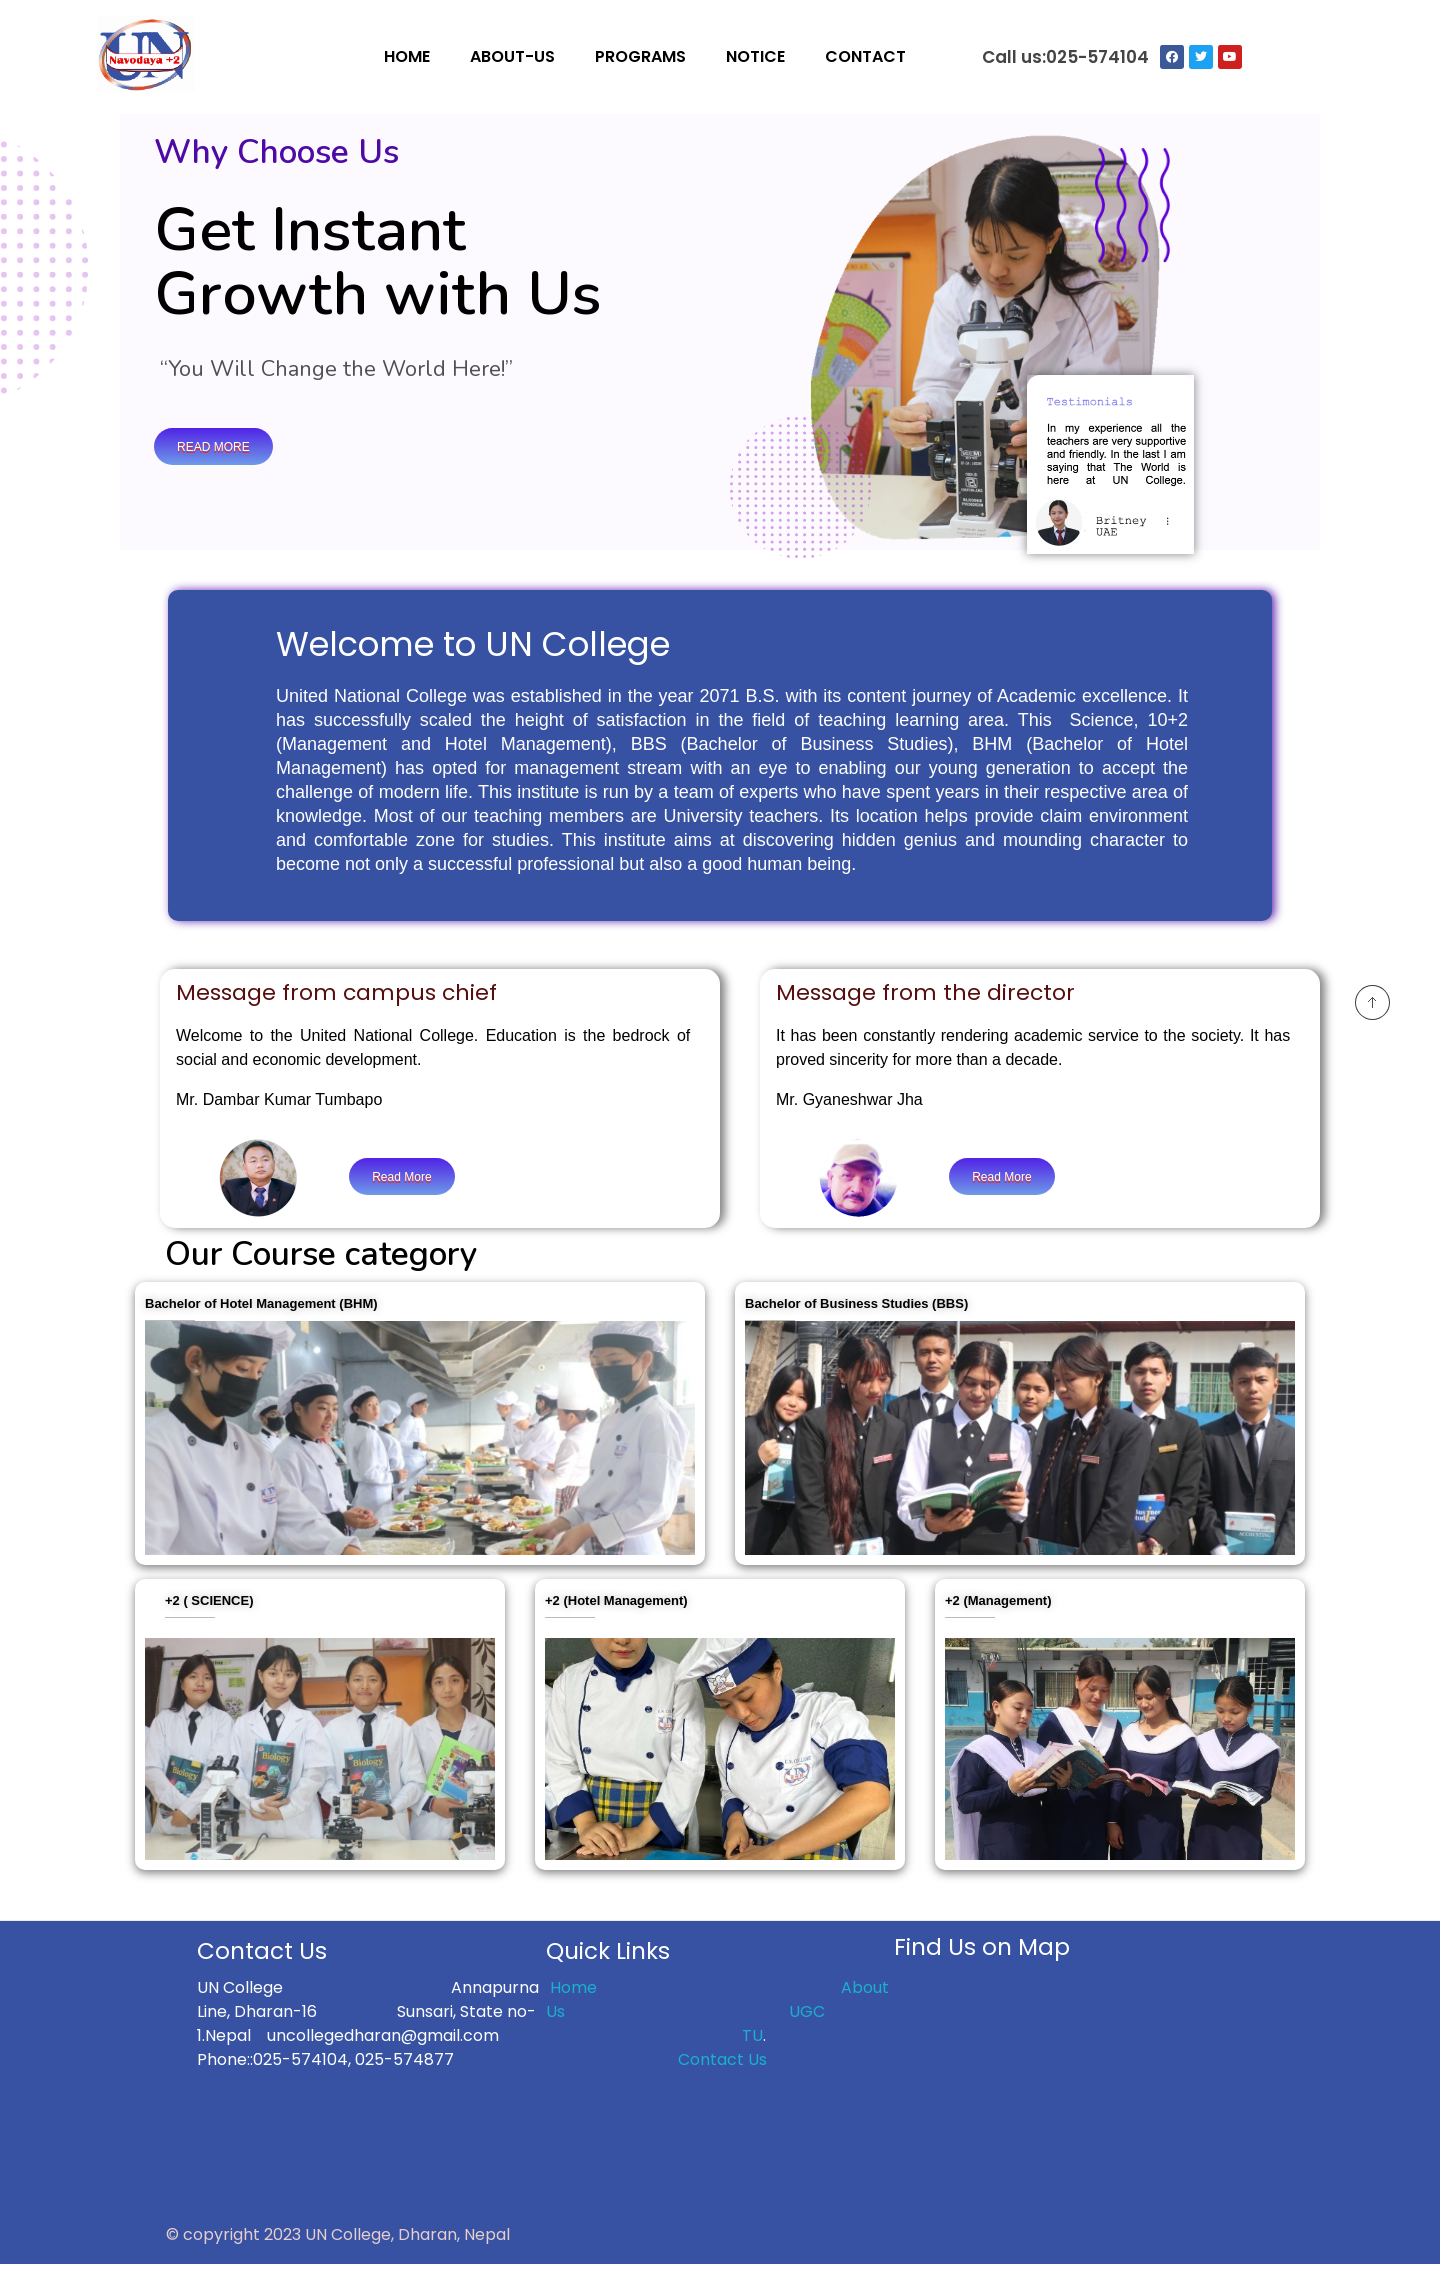 UN
Navodaya +2
HOME
ABOUT-US
PROGRAMS
NOTICE
CONTACT
Call us:025-574104
Why Choose Us
Get Instant
Growth with Us
“You Will Change the World Here!”
READ MORE
Testimonials
In my experience all the
teachers are very supportive
and friendly. In the last I am
saying that The World is
here at UN College.
Britney
UAE
Welcome to UN College
United National College was established in the year 2071 B.S. with its content journey of Academic excellence. It
has successfully scaled the height of satisfaction in the field of teaching learning area. This Science, 10+2
(Management and Hotel Management), BBS (Bachelor of Business Studies), BHM (Bachelor of Hotel
Management) has opted for management stream with an eye to enabling our young generation to accept the
challenge of modern life. This institute is run by a team of experts who have spent years in their respective area of
knowledge. Most of our teaching members are University teachers. Its location helps provide claim environment
and comfortable zone for studies. This institute aims at discovering hidden genius and mounding character to
become not only a successful professional but also a good human being.
Message from campus chief
Welcome to the United National College. Education is the bedrock of
social and economic development.
Mr. Dambar Kumar Tumbapo
Read More
Message from the director
It has been constantly rendering academic service to the society. It has
proved sincerity for more than a decade.
Mr. Gyaneshwar Jha
Read More
Our Course category
Bachelor of Hotel Management (BHM)
Bachelor of Business Studies (BBS)
+2 ( SCIENCE)
Biology
Biology
Biology
+2 (Hotel Management)
+2 (Management)
Contact Us
UN College Annapurna
Line, Dharan-16 Sunsari, State no-
1.Nepal uncollegedharan@gmail.com
Phone::025-574104, 025-574877
Quick Links
Home About
Us UGC
TU.
Contact Us
Find Us on Map
© copyright 2023 UN College, Dharan, Nepal